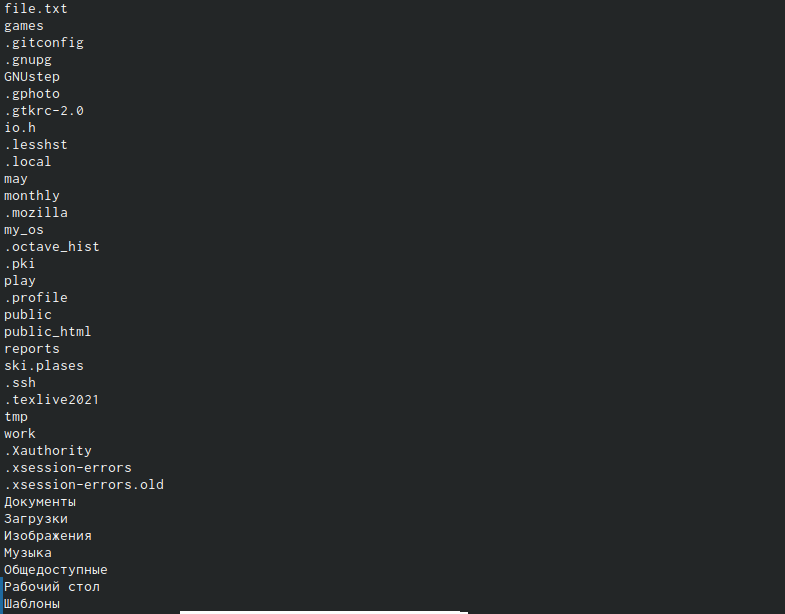 file.txt
games
.gitconfig
.gnupg
GNUstep
.gphoto
.gtkrc-2.0
io.h
.lesshst
.local
may
monthly
.mozilla
my_os
.octave_hist
.pki
play
.profile
public
public_html
reports
ski.plases
.ssh
.texlive2021
tmp
work
.Xauthority
.xsession-errors
.xsession-errors.old
Документы
Загрузки
Изображения
Музыка
Общедоступные
Рабочий стол
Шаблоны